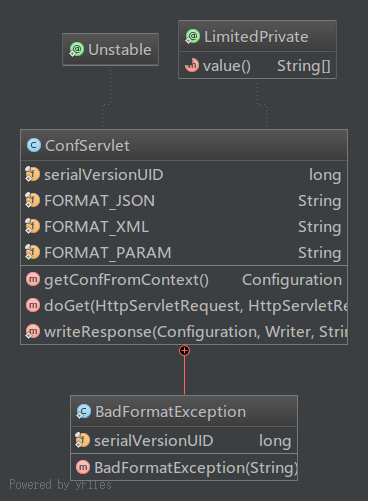 Unstable
LimitedPrivate
value() String[]
ConfServlet
serialVersionUID long
FORMAT_JSON String
FORMAT_XML String
FORMAT_PARAM String
getConfFromContext() Configuration
doGet(HttpServletRequest, HttpServletRe
writeResponse(Configuration, Writer, Strin
BadFormatException
serialVersionUID long
BadFormatException(String)
Powered by yFiles